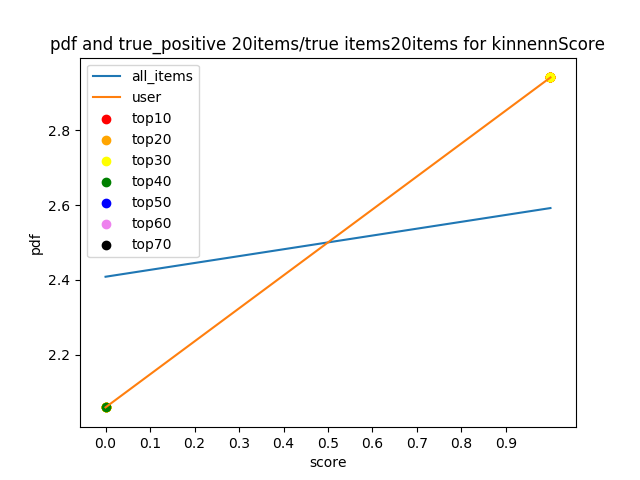 pdf and true_positive 20items/true items20items for kinnennScore
all_items
user
top10
top20
top30
top40
top50
top60
top70
2.8
2.6
2.4
2.2
pdf
0.0 0.1 0.2 0.3 0.4 0.5 0.6 0.7 0.8 0.9
score